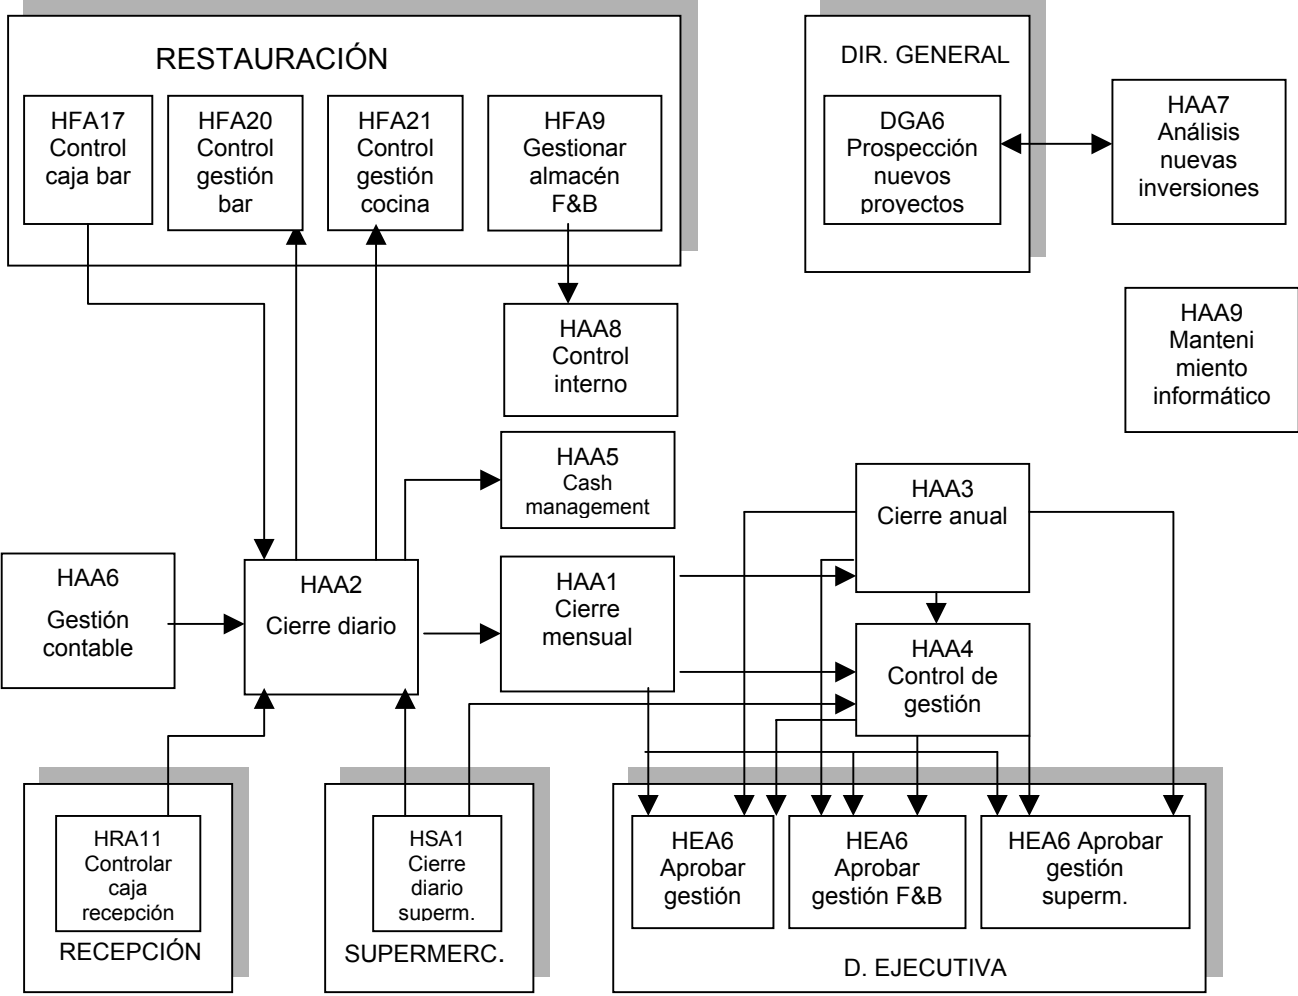 RESTAURACIÓN
HFA17
Control
caja bar
HFA20
Control
gestión
bar
HFA21
Control
gestión
cocina
HFA9
Gestionar
almacén
F&B
DIR. GENERAL
DGA6
Prospección
nuevos
proyectos
HAA7
Análisis
nuevas
inversiones
HAA8
Control
interno
HAA9
Manteni
miento
informático
HAA5
Cash
management
HAA3
Cierre anual
HAA6
Gestión
contable
HAA2
Cierre diario
HAA1
Cierre
mensual
HAA4
Control de
gestión
HRA11
Controlar
caja
recepción
RECEPCIÓN
HSA1
Cierre
diario
superm.
SUPERMERC.
HEA6
Aprobar
gestión
HEA6
Aprobar
gestión F&B
HEA6 Aprobar
gestión
superm.
D. EJECUTIVA